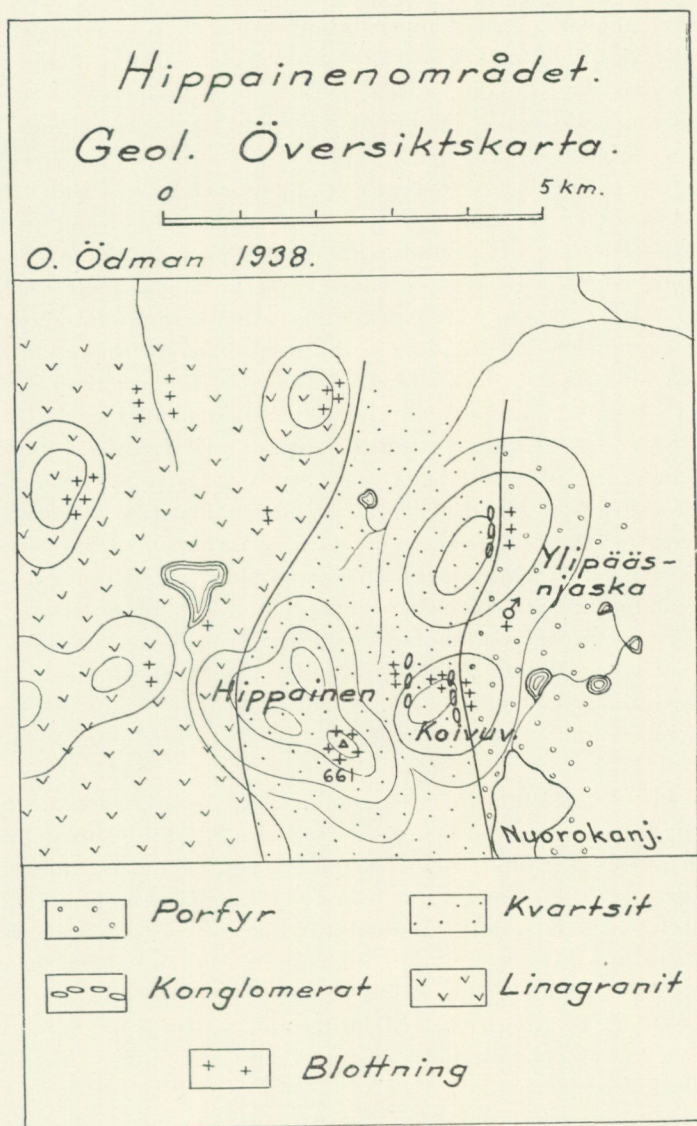 Hippainenområdet.
Geol. Översiktskarta.
0 5 km.
O. Ödman 1938.
Ylipääs-
njaska
Hippainen
Koivuv.
661
Nuorokanj.
Porfyr
Kvartsit
Konglomerat
Linagranit
Blottning